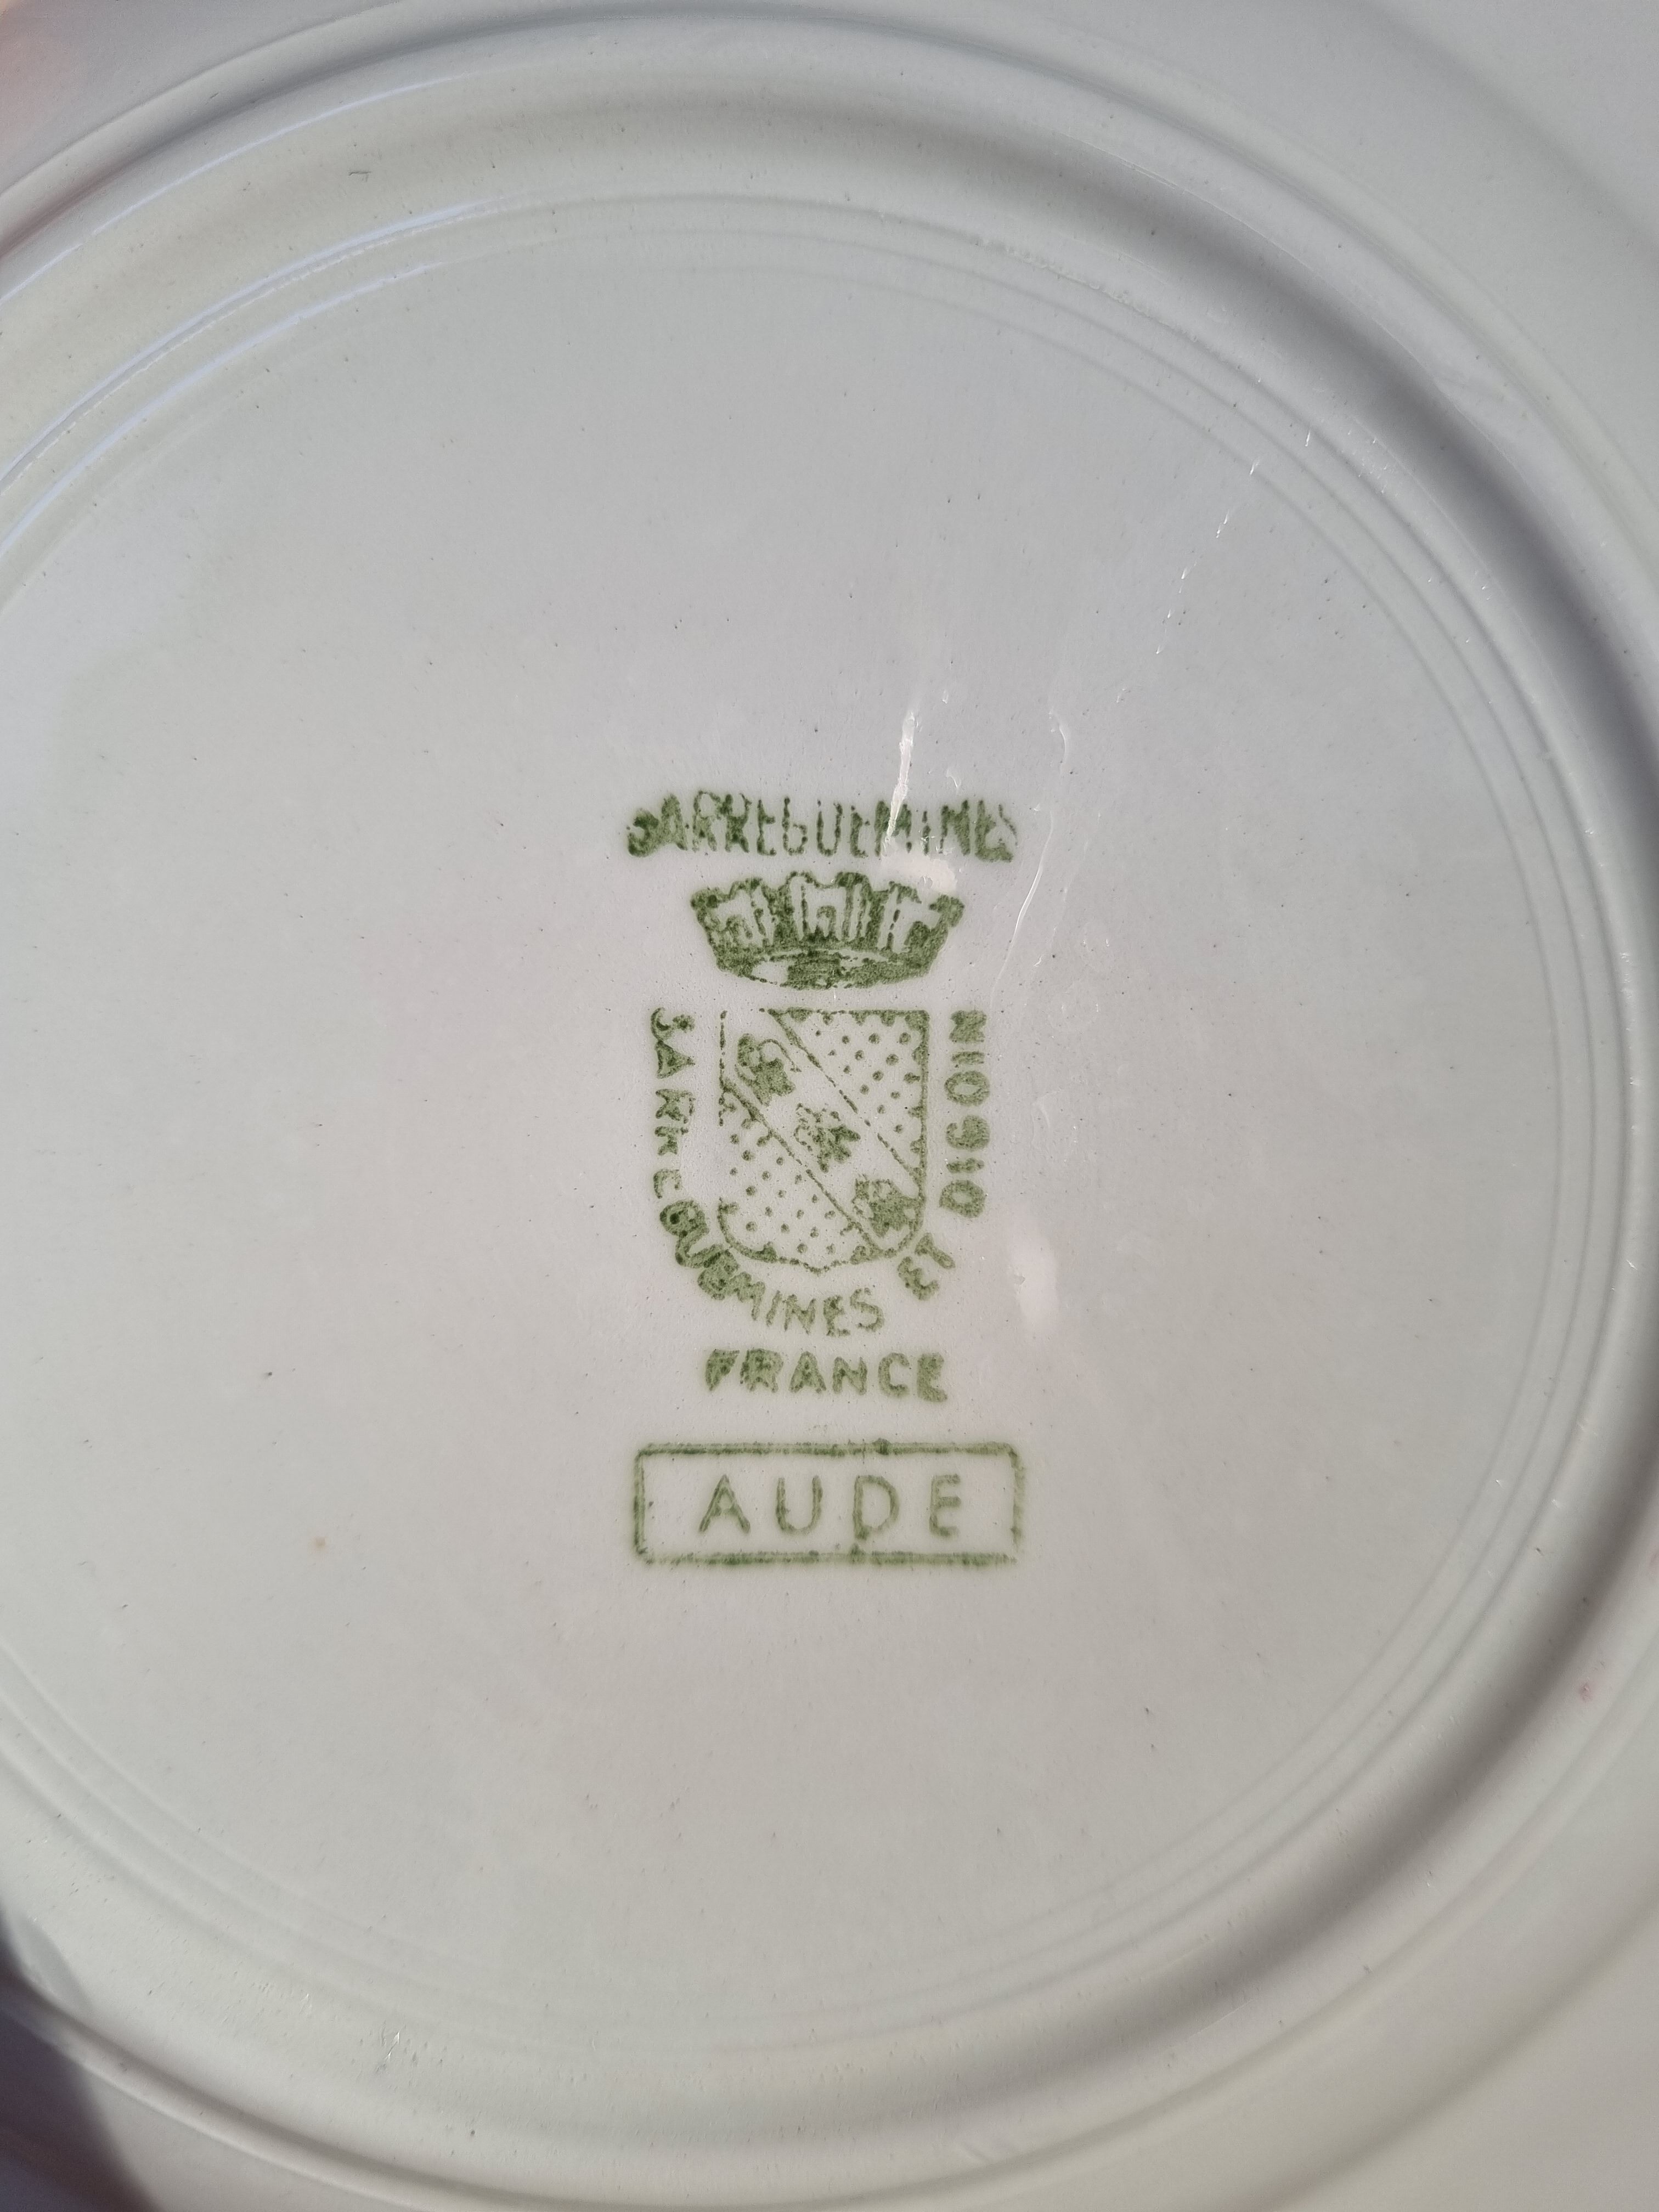 SARREGUEMINES
SARREGUEMINES ET DIGOIN
FRANCE
AUDE